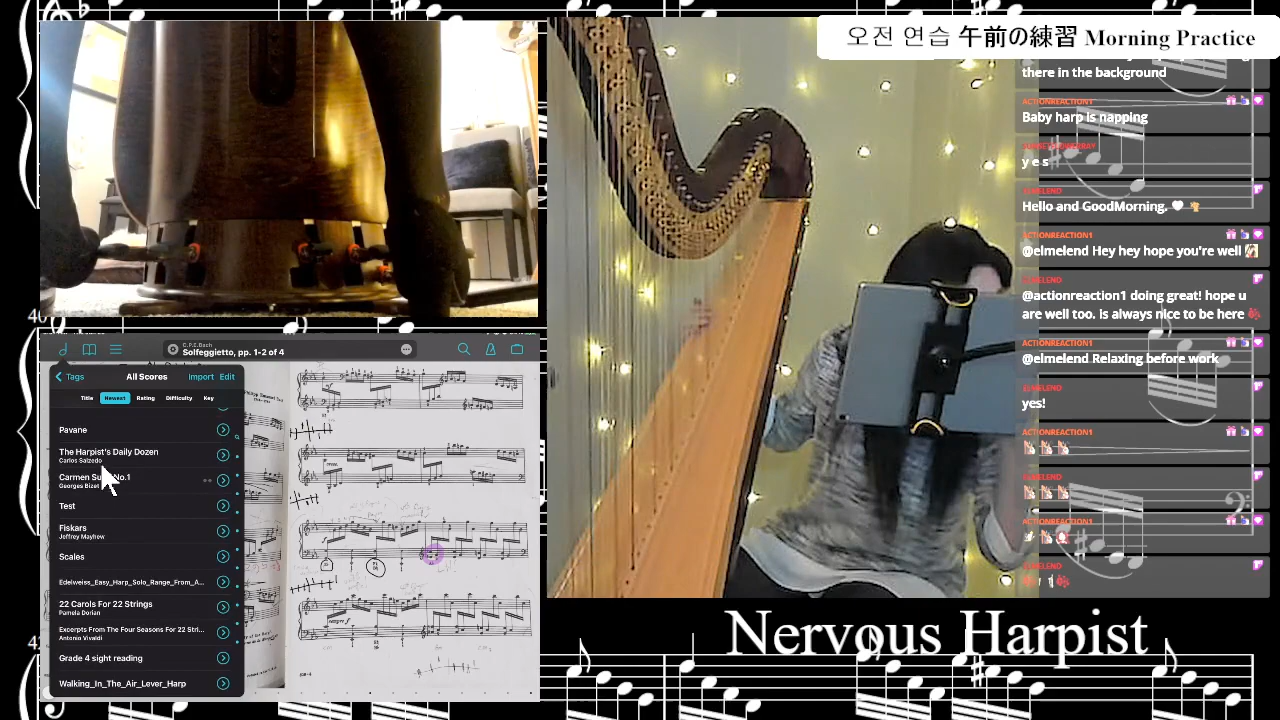 오전 연습 午前の練習 Morning Practice
there in the background
ACTIONREACTION1
Baby harp is napping
y e s
ELMELEND
Hello and GoodMorning.
ACTIONREACTION1
@elmelend Hey hey hope you're well
ELMELEND
@actionreaction1 doing great! hope u
are well too. is always nice to be here
ACTIONREACTION1
@elmelend Relaxing before work
ELMELEND
yes!
ACTIONREACTION1
ELMELEND
ACTIONREACTION1
ELMELEND
C.P.E.Bach
Solfeggietto, pp. 1-2 of 4
Tags
All Scores
Import Edit
Title Newest Rating Difficulty Key
Pavane
The Harpist's Daily Dozen
Carlos Salzedo
Carmen No.1
Georges Bizet
Test
Fiskars
Jeffrey Mayhew
Scales
Edelweiss_Easy_Harp_Solo_Range_From_A...
22 Carols For 22 Strings
Pamela Dorian
Excerpts From The Four Seasons For 22 Stri...
Antonio Vivaldi
Grade 4 sight reading
Walking_In_The_Air_Lever_Harp
Nervous Harpist